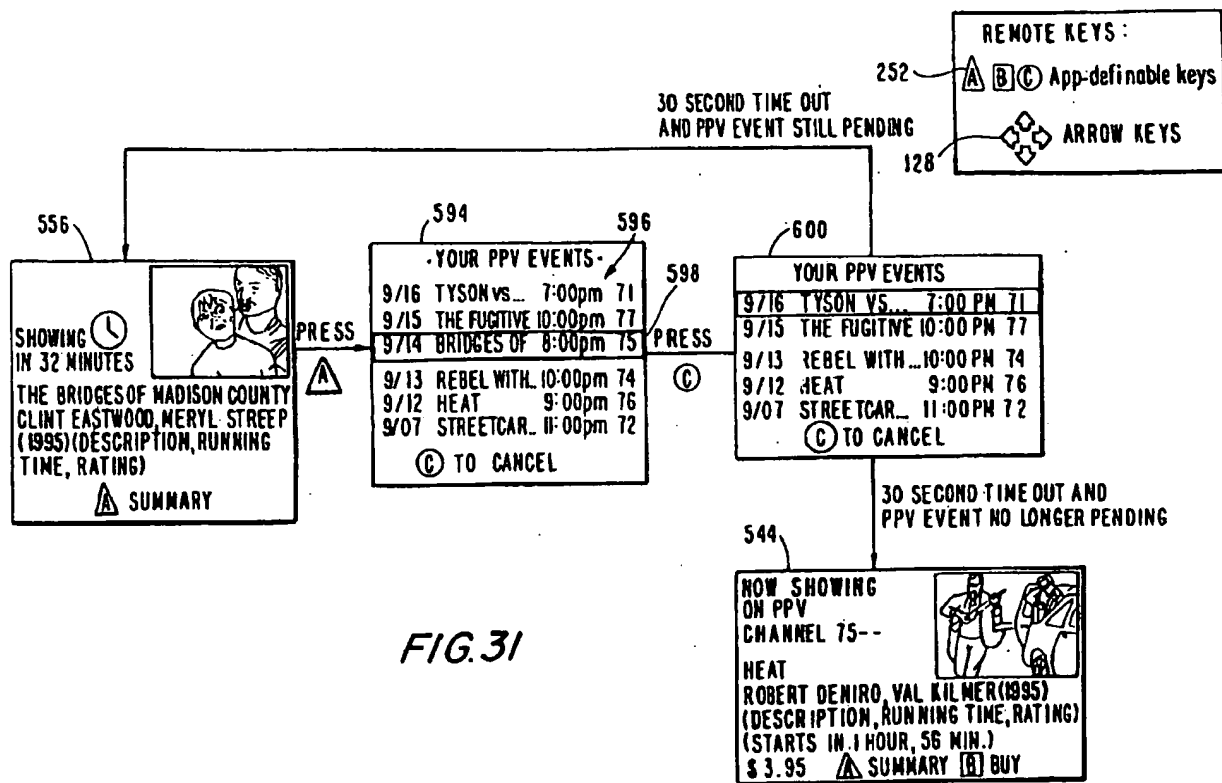 REMOTE KEYS:
252
A B C App-definable keys
128
ARROW KEYS
30 SECOND TIME OUT
AND PPV EVENT STILL PENDING
556
SHOWING
IN 32 MINUTES
THE BRIDGES OF MADISON COUNTY
CLINT EASTWOOD, MERYL STREEP
(1995)(DESCRIPTION, RUNNING
TIME, RATING)
A SUMMARY
PRESS
A
594
596
598
·YOUR PPV EVENTS·
9/16 TYSON VS... 7:00pm 71
9/15 THE FUGITIVE 10:00pm 77
9/14 BRIDGES OF 8:00pm 75
9/13 REBEL WITH.. 10:00pm 74
9/12 HEAT 9:00pm 76
9/07 STREETCAR... 11:00pm 72
C TO CANCEL
PRESS
C
600
YOUR PPV EVENTS
9/16 TYSON VS... 7:00 PM 71
9/15 THE FUGITIVE 10:00 PM 77
9/13 REBEL WITH ...10:00 PM 74
9/12 HEAT 9:00 PM 76
9/07 STREETCAR... 11:00 PM 72
C TO CANCEL
30 SECOND TIME OUT AND
PPV EVENT NO LONGER PENDING
544
NOW SHOWING
ON PPV
CHANNEL 75--
HEAT
ROBERT DENIRO, VAL KILMER(1995)
(DESCRIPTION, RUNNING TIME, RATING)
(STARTS IN 1 HOUR, 56 MIN.)
$3.95 A SUMMARY B BUY
FIG.31